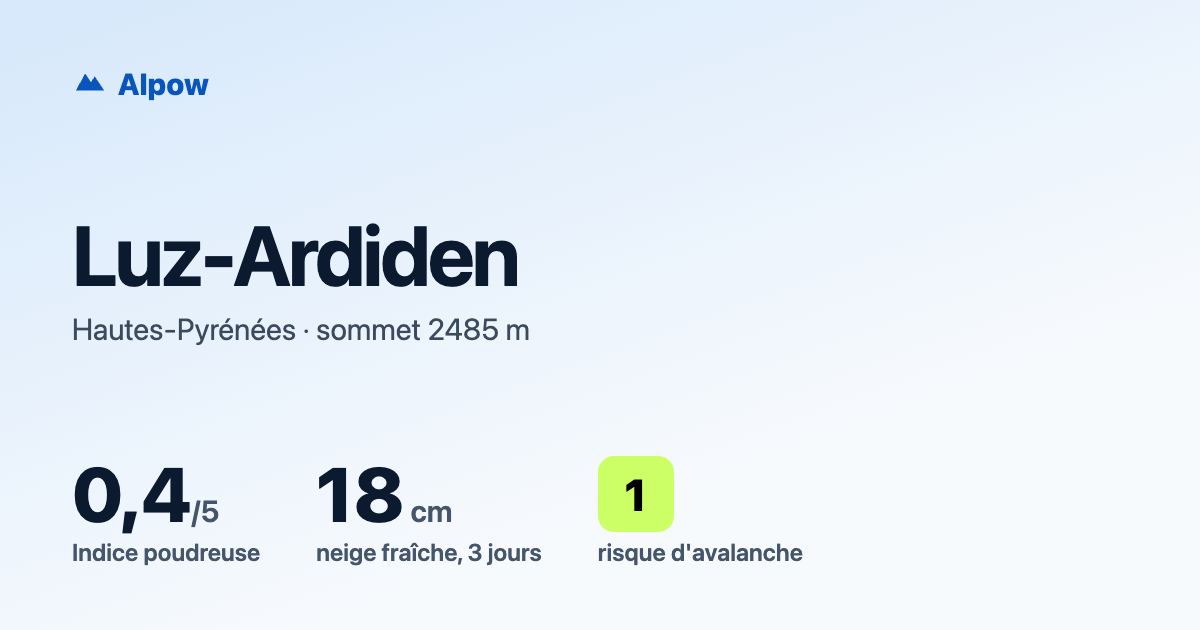 Alpow
Luz-Ardiden
Hautes-Pyrénées · sommet 2485 m
0,4/5
Indice poudreuse
18 cm
neige fraîche, 3 jours
1
risque d'avalanche